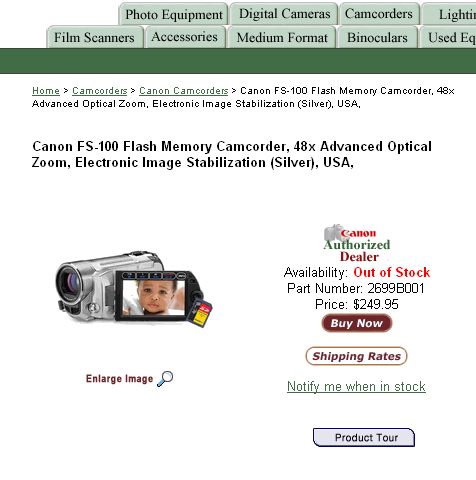 Photo Equipment Digital Cameras Camcorders
Film Scanners Accessories Medium Format Binoculars Used
Home > Camcorders > Canon Camcorders > Canon FS-100 Flash Memory Camcorder, 48x
Advanced Optical Zoom, Electronic Image Stabilization (Silver), USA,
Canon FS-100 Flash Memory Camcorder, 48x Advanced Optical
Zoom, Electronic Image Stabilization (Silver), USA,
Canon
Authorized
Dealer
Availability: Out of Stock
Part Number: 2699B001
Price: $249.95
Buy Now
Shipping Rates
Enlarge Image
Notify me when in stock
Product Tour